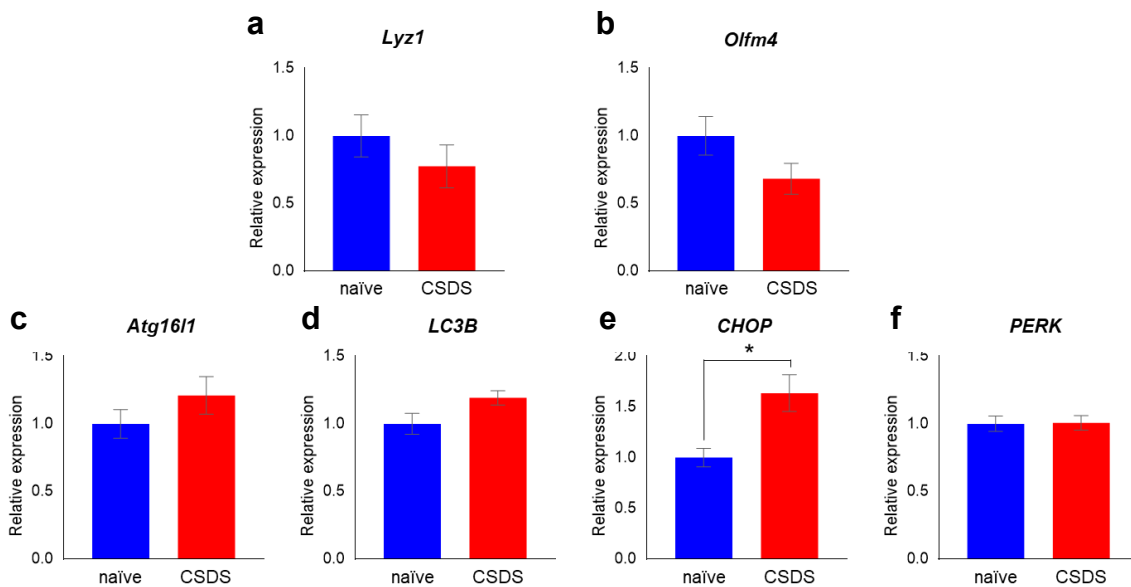 a
Lyz1
Relative expression
1.5
1.0
0.5
0.0
naïve CSDS
b
Olfm4
Relative expression
1.5
1.0
0.5
0.0
naïve CSDS
c
Atg16l1
Relative expression
1.5
1.0
0.5
0.0
naïve CSDS
d
LC3B
Relative expression
1.5
1.0
0.5
0.0
naïve CSDS
e
CHOP
Relative expression
2.0
1.5
1.0
0.5
0.0
*
naïve CSDS
f
PERK
Relative expression
1.5
1.0
0.5
0.0
naïve CSDS